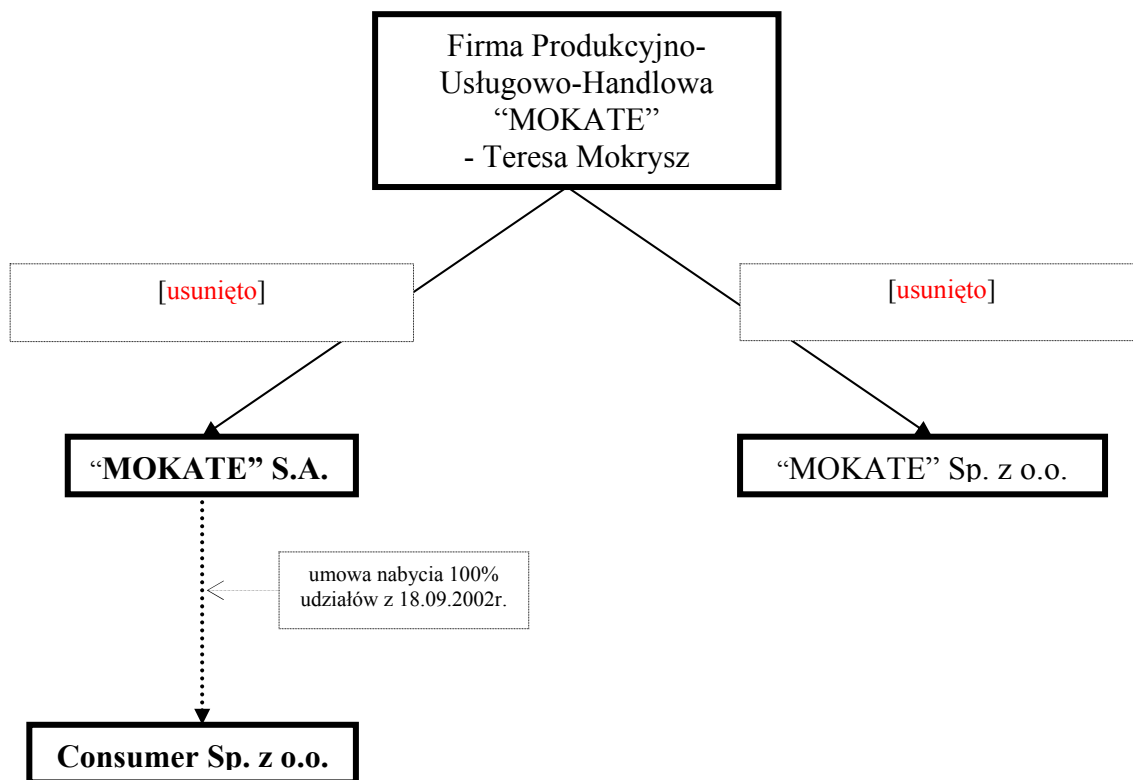 Firma Produkcyjno-
Usługowo-Handlowa
“MOKATE”
- Teresa Mokrysz
[usunięto]
[usunięto]
“MOKATE” S.A.
“MOKATE” Sp. z o.o.
umowa nabycia 100%
udziałów z 18.09.2002r.
Consumer Sp. z o.o.